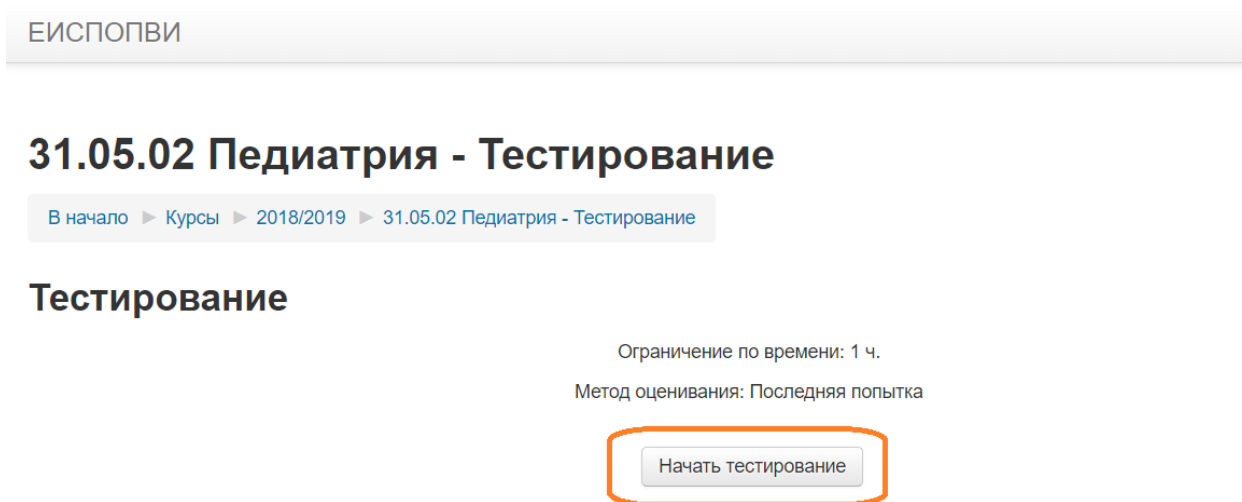 ЕИСПОПВИ
31.05.02 Педиатрия - Тестирование
В начало ▶ Курсы ▶ 2018/2019 ▶ 31.05.02 Педиатрия - Тестирование
Тестирование
Ограничение по времени: 1 ч.
Метод оценивания: Последняя попытка
Начать тестирование